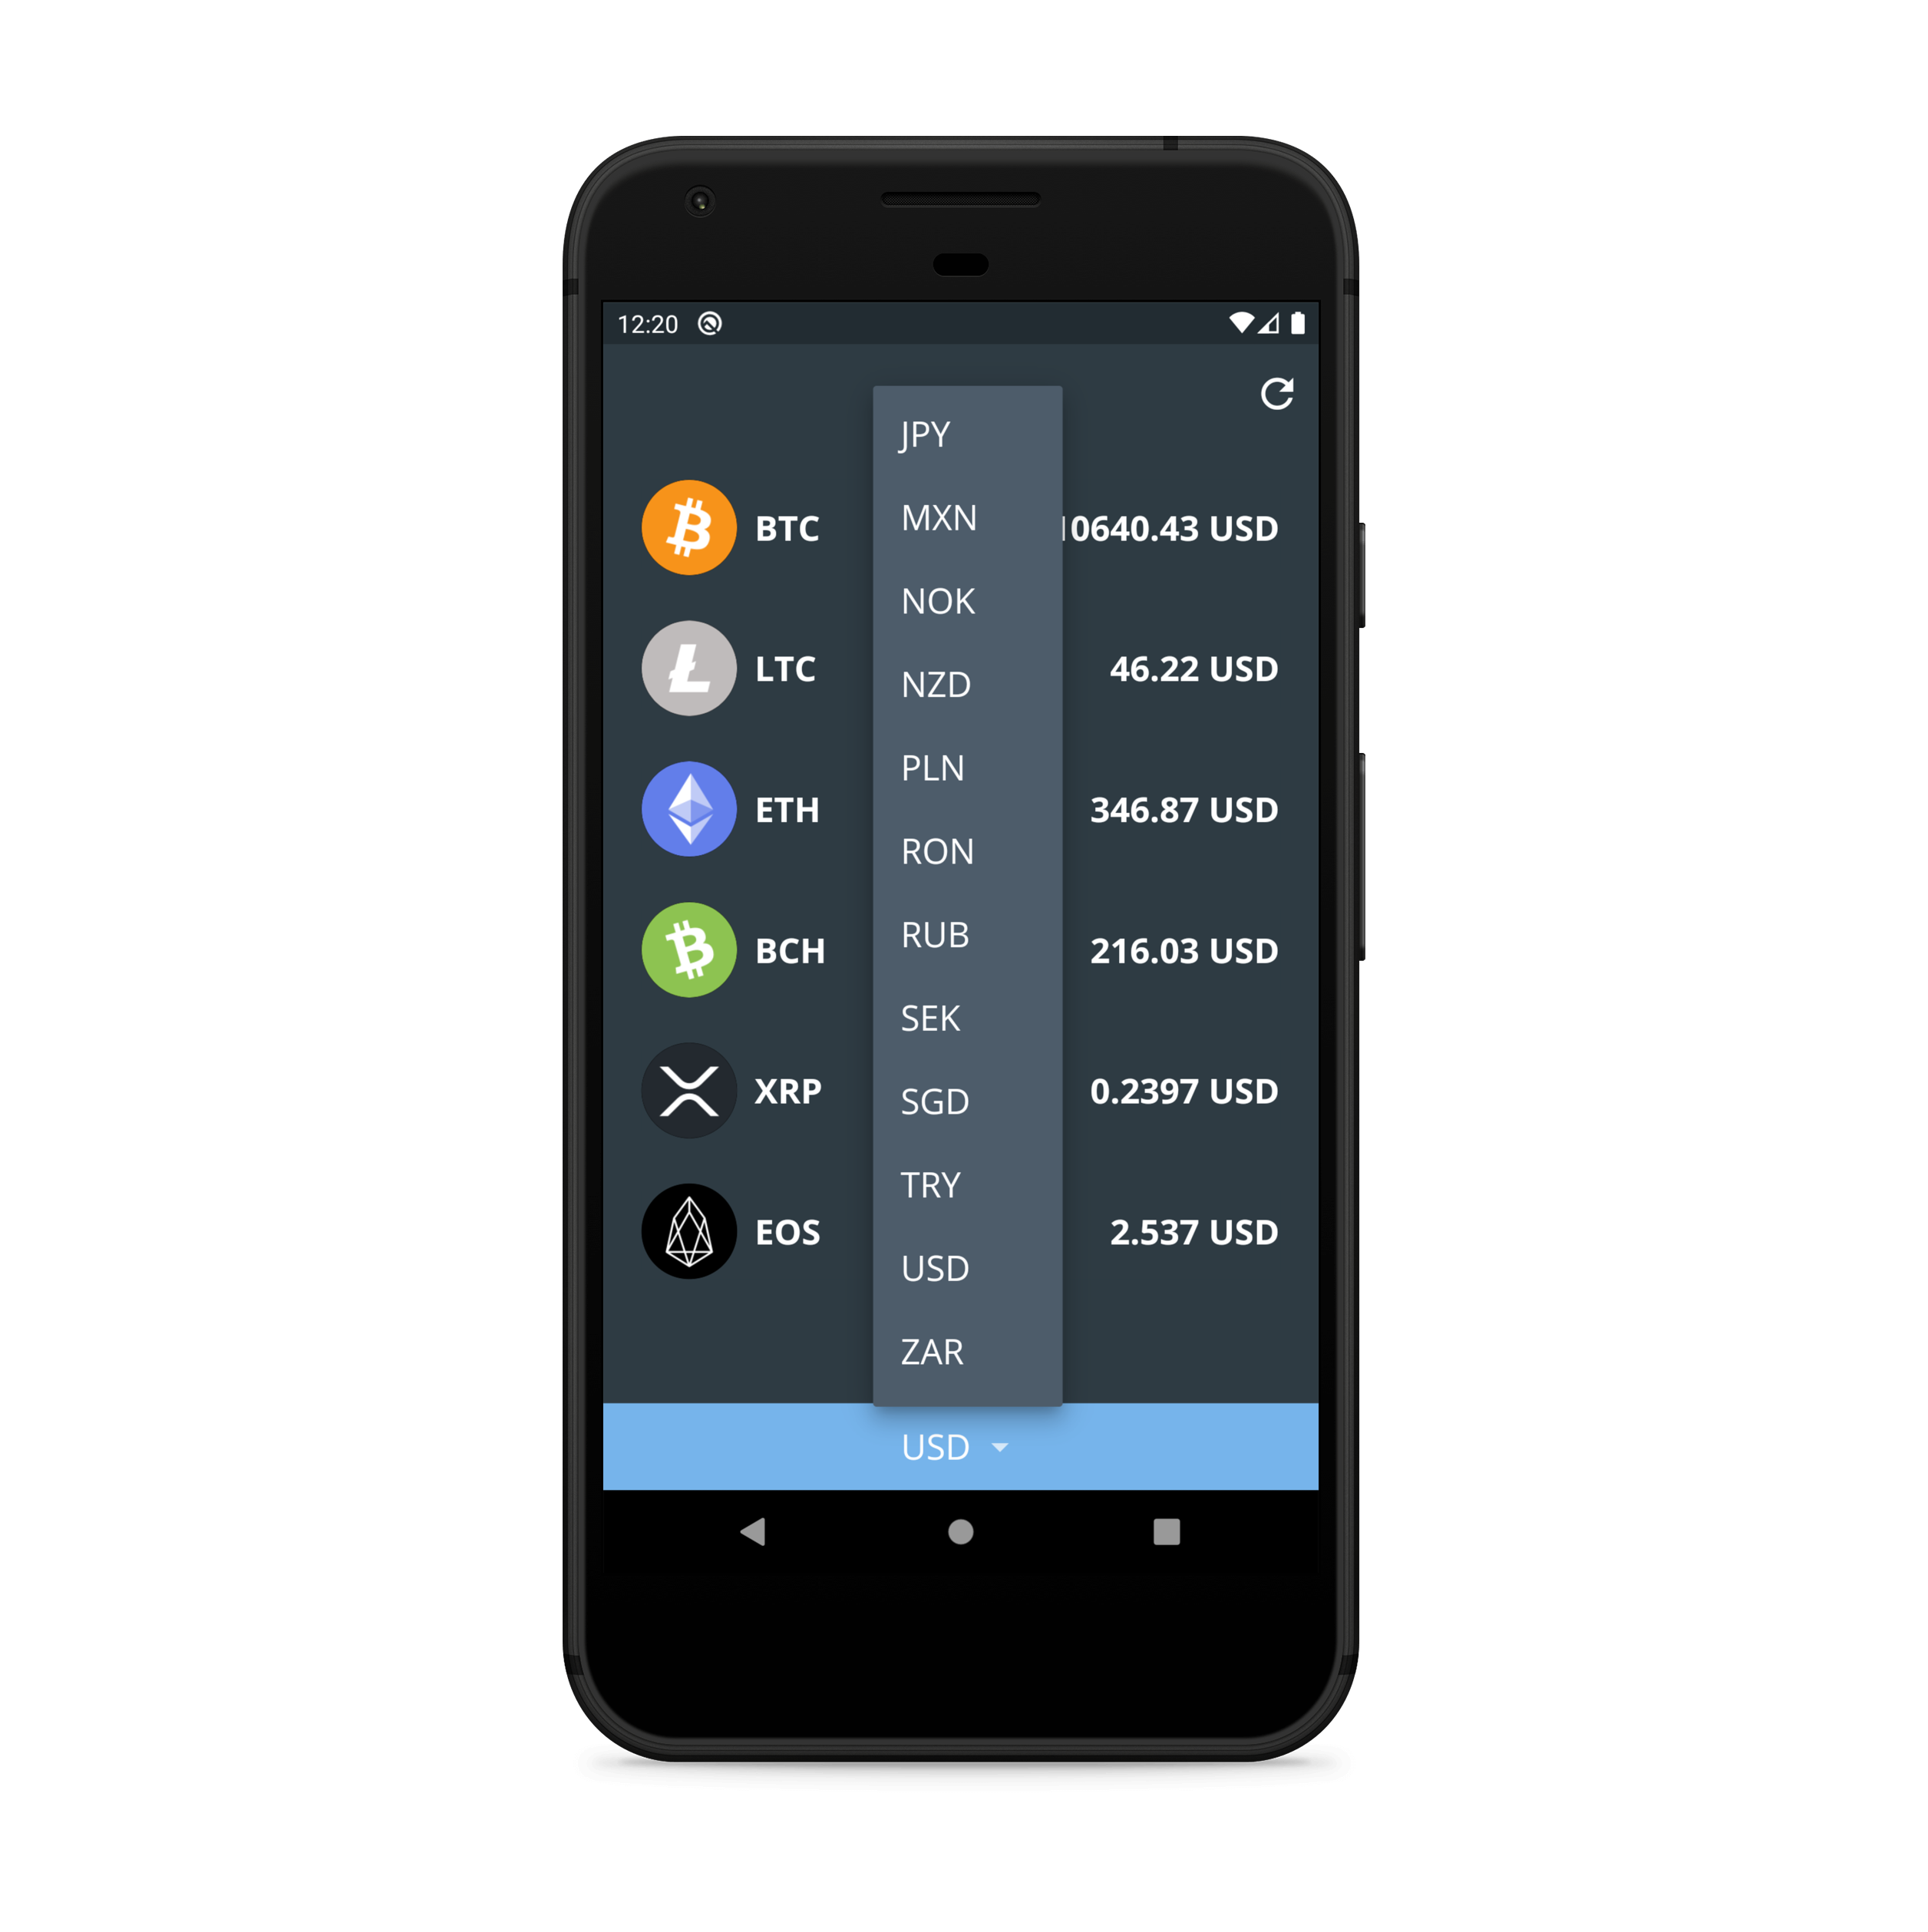 12:20
JPY
MXN
BTC 10640.43 USD
NOK
LTC 46.22 USD
NZD
PLN
ETH 346.87 USD
RON
RUB
BCH 216.03 USD
SEK
XRP 0.2397 USD
SGD
TRY
EOS 2.537 USD
USD
ZAR
USD